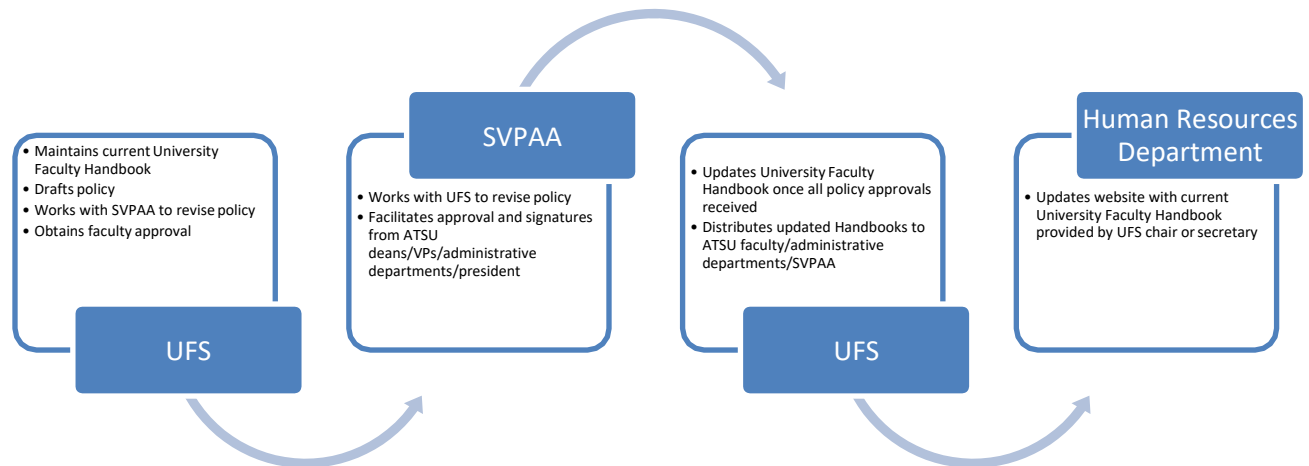 • Maintains current University
Faculty Handbook
• Drafts policy
• Works with SVPAA to revise policy
• Obtains faculty approval
UFS
SVPAA
• Works with UFS to revise policy
• Facilitates approval and signatures
from ATSU
deans/VPs/administrative
departments/president
• Updates University Faculty
Handbook once all policy approvals
received
• Distributes updated Handbooks to
ATSU faculty/administrative
departments/SVPAA
UFS
Human Resources
Department
• Updates website with current
University Faculty Handbook
provided by UFS chair or secretary